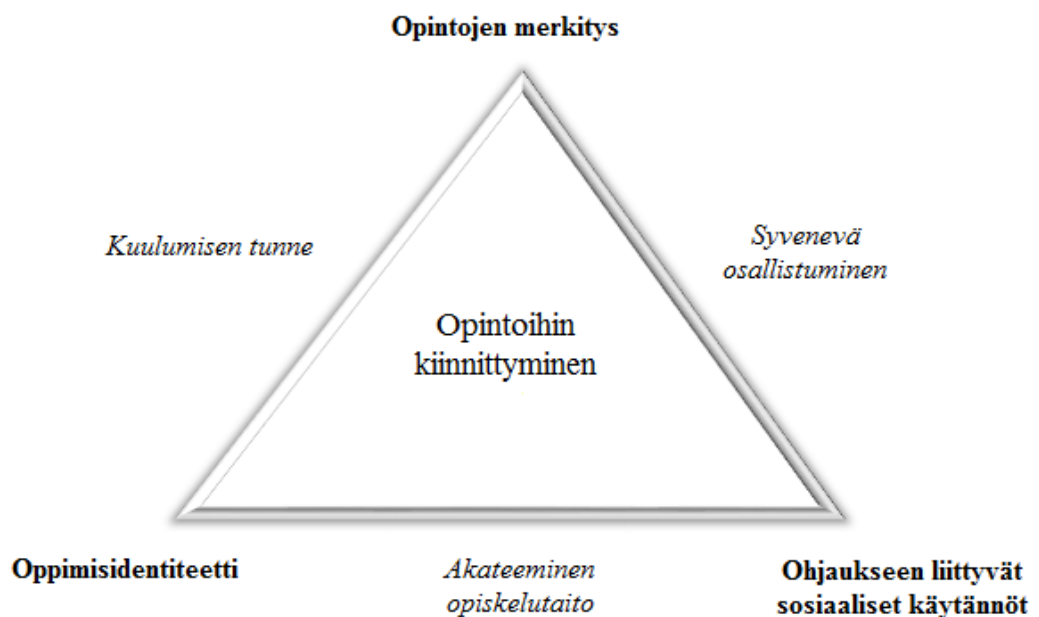 Opintojen merkitys
Kuulumisen tunne
Syvenevä
osallistuminen
Opintoihin
kiinnittyminen
Oppimisidentiteetti
Akateeminen
opiskelutaito
Ohjaukseen liittyvät
sosiaaliset käytännöt